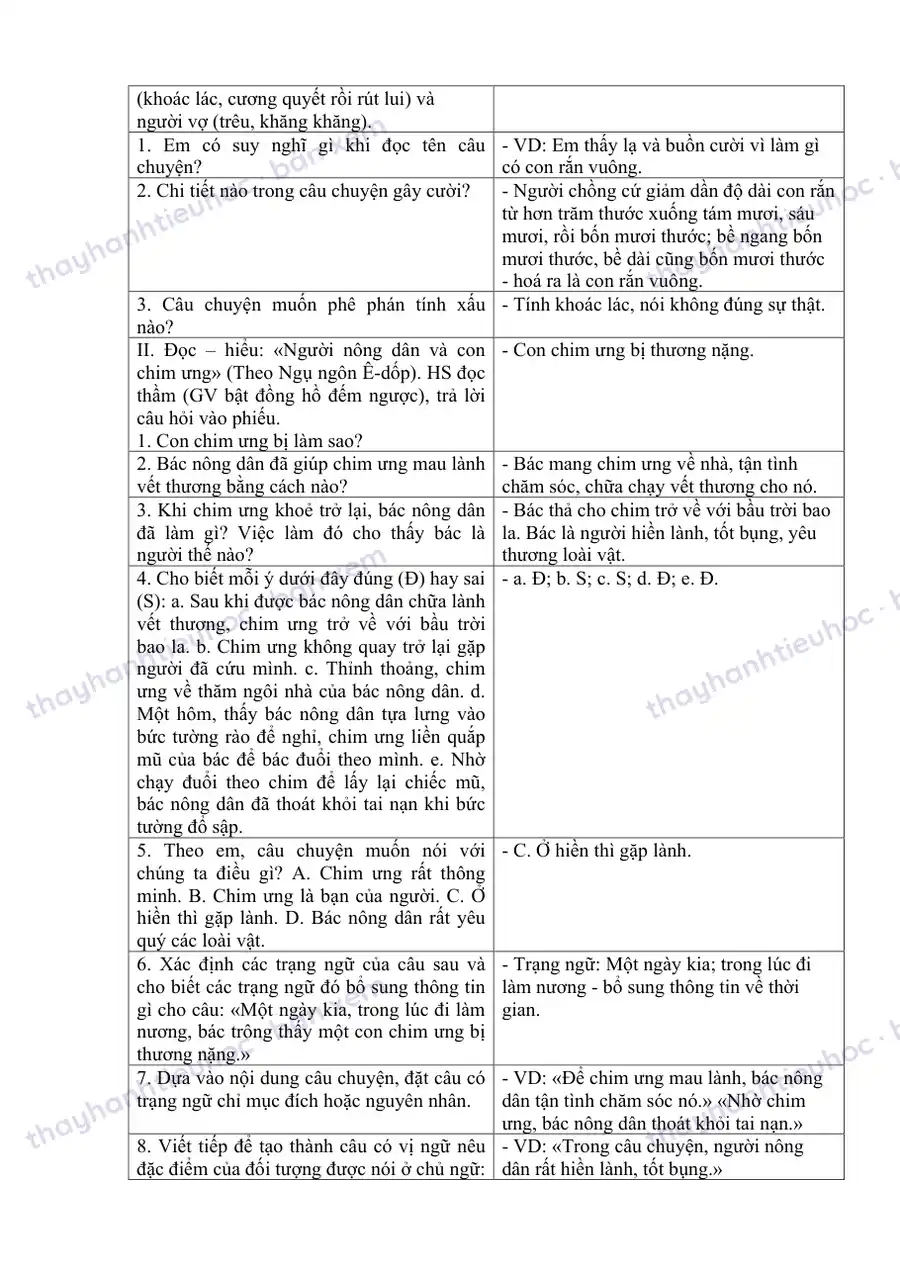 (khoác lác, cương quyết rồi rút lui) và
người vợ (trêu, khăng khăng).
1. Em có suy nghĩ gì khi đọc tên câu
chuyện?
- VD: Em thấy lạ và buồn cười vì làm gì
có con rắn vuông.
2. Chi tiết nào trong câu chuyện gây cười?
- Người chồng cứ giảm dần độ dài con rắn
từ hơn trăm thước xuống tám mươi, sáu
mươi, rồi bốn mươi thước; bề ngang bốn
mươi thước, bề dài cũng bốn mươi thước
- hoá ra là con rắn vuông.
3. Câu chuyện muốn phê phán tính xấu
nào?
- Tính khoác lác, nói không đúng sự thật.
II. Đọc – hiểu: «Người nông dân và con
chim ưng» (Theo Ngụ ngôn Ê-dốp). HS đọc
thầm (GV bật đồng hồ đếm ngược), trả lời
câu hỏi vào phiếu.
1. Con chim ưng bị làm sao?
- Con chim ưng bị thương nặng.
2. Bác nông dân đã giúp chim ưng mau lành
vết thương bằng cách nào?
- Bác mang chim ưng về nhà, tận tình
chăm sóc, chữa chạy vết thương cho nó.
3. Khi chim ưng khoẻ trở lại, bác nông dân
đã làm gì? Việc làm đó cho thấy bác là
người thế nào?
- Bác thả cho chim trở về với bầu trời bao
la. Bác là người hiền lành, tốt bụng, yêu
thương loài vật.
4. Cho biết mỗi ý dưới đây đúng (Đ) hay sai
(S): a. Sau khi được bác nông dân chữa lành
vết thương, chim ưng trở về với bầu trời
bao la. b. Chim ưng không quay trở lại gặp
người đã cứu mình. c. Thỉnh thoảng, chim
ưng về thăm ngôi nhà của bác nông dân. d.
Một hôm, thấy bác nông dân tựa lưng vào
bức tường rào để nghỉ, chim ưng liền quắp
mũ của bác để bác đuổi theo mình. e. Nhờ
chạy đuổi theo chim để lấy lại chiếc mũ,
bác nông dân đã thoát khỏi tai nạn khi bức
tường đổ sập.
- a. Đ; b. S; c. S; d. Đ; e. Đ.
5. Theo em, câu chuyện muốn nói với
chúng ta điều gì? A. Chim ưng rất thông
minh. B. Chim ưng là bạn của người. C. Ở
hiền thì gặp lành. D. Bác nông dân rất yêu
quý các loài vật.
- C. Ở hiền thì gặp lành.
6. Xác định các trạng ngữ của câu sau và
cho biết các trạng ngữ đó bổ sung thông tin
gì cho câu: «Một ngày kia, trong lúc đi làm
nương, bác trông thấy một con chim ưng bị
thương nặng.»
- Trạng ngữ: Một ngày kia; trong lúc đi
làm nương - bổ sung thông tin về thời
gian.
7. Dựa vào nội dung câu chuyện, đặt câu có
trạng ngữ chỉ mục đích hoặc nguyên nhân.
- VD: «Để chim ưng mau lành, bác nông
dân tận tình chăm sóc nó.» «Nhờ chim
ưng, bác nông dân thoát khỏi tai nạn.»
8. Viết tiếp để tạo thành câu có vị ngữ nêu
đặc điểm của đối tượng được nói ở chủ ngữ:
- VD: «Trong câu chuyện, người nông
dân rất hiền lành, tốt bụng.»
thayhanhtieuhoc · bản xem
thayhanhtieuhoc · b
thayhanhtieuhoc · bản xem
thayhanhtieuhoc · b
thayhanhtieuhoc · bản xem
thayhanhtieuhoc · b